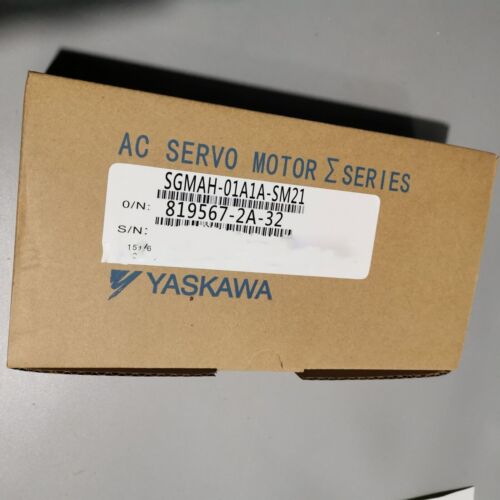 AC SERVO MOTOR Σ SERIES
SGMAH-01A1A-SM21
O/N: 819567-2A-32
S/N:
YASKAWA